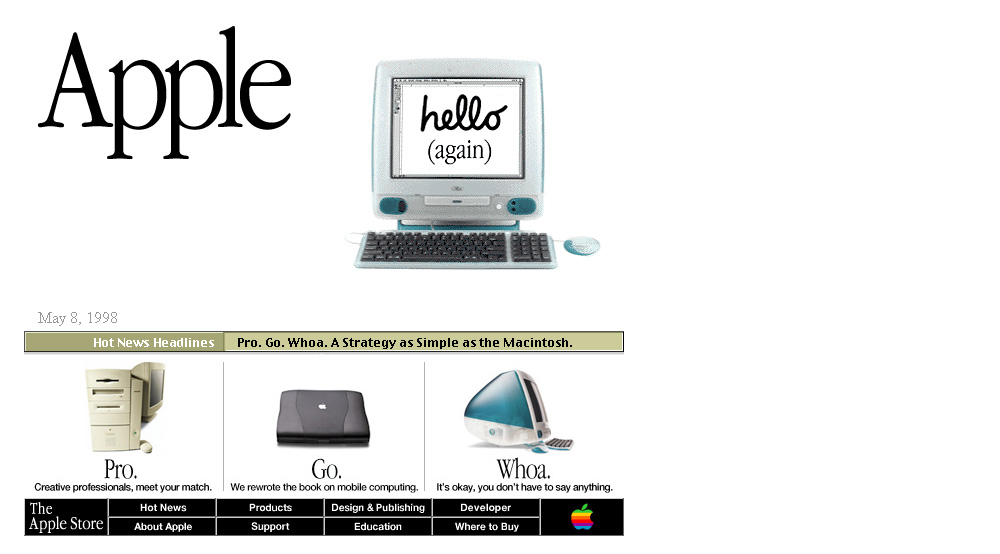 Apple
hello
(again)
May 8, 1998
Hot News Headlines
Pro. Go. Whoa. A Strategy as Simple as the Macintosh.
Pro.
Creative professionals, meet your match.
Go.
We rewrote the book on mobile computing.
Whoa.
It's okay, you don't have to say anything.
The
Apple Store
Hot News
Products
Design & Publishing
Developer
About Apple
Support
Education
Where to Buy